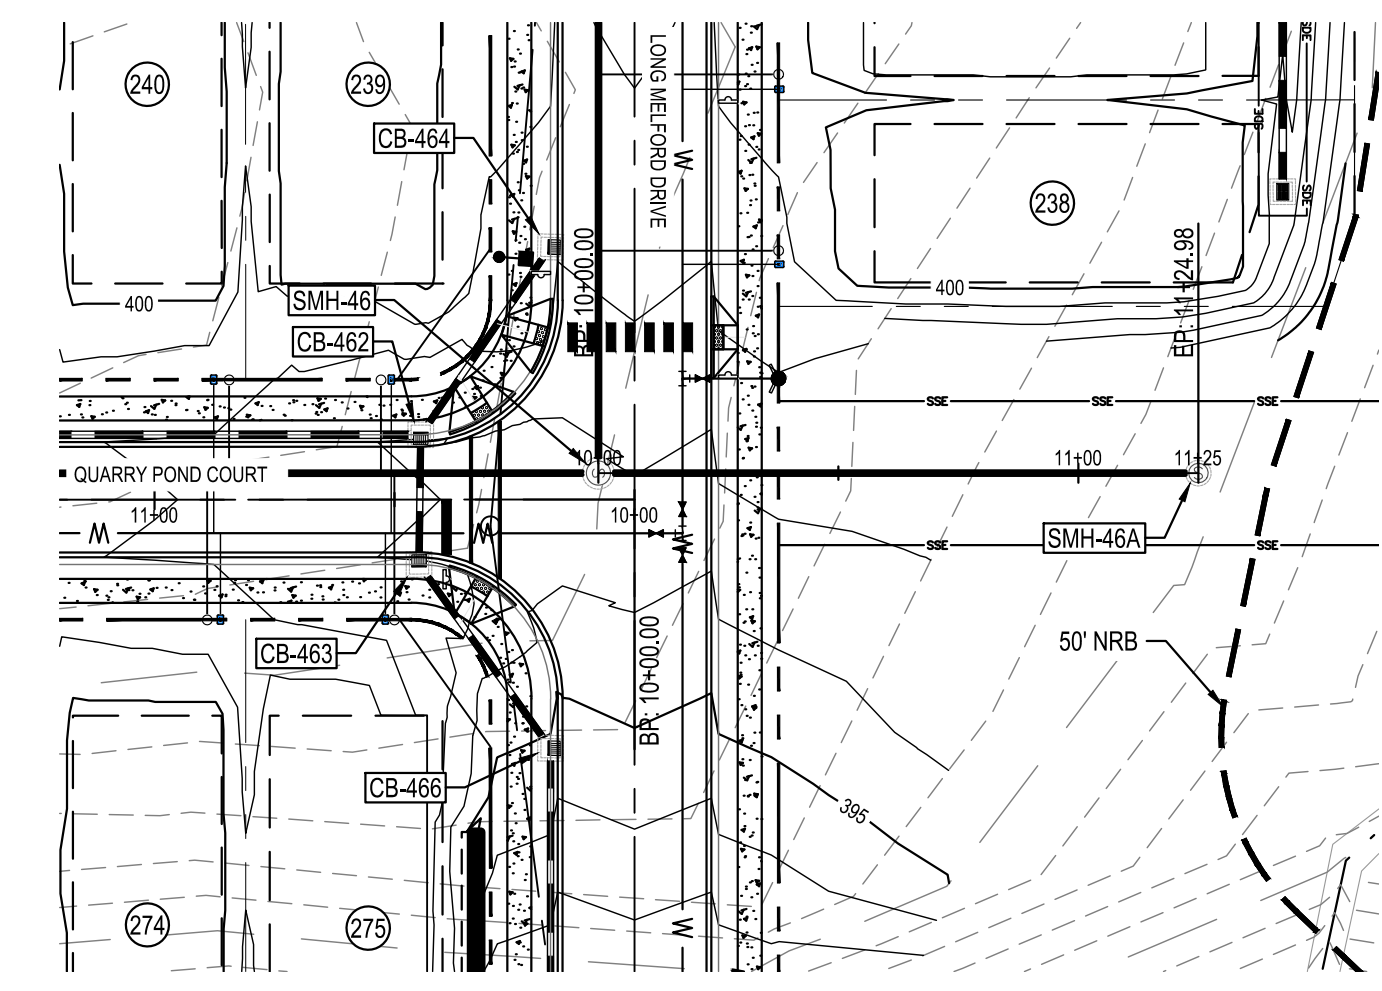 240
239
CB-464
LONG MELFORD DRIVE
W
SDE
SDE
SDE
238
400
SMH-46
CB-462
BP: 10+00.00
400
EP: 11+24.98
SSE
SSE
SSE
QUARRY POND COURT
10+00
11+00
11+25
11+00
10+00
W
W
W
SMH-46A
SSE
SSE
CB-463
BP: 10+00.00
50' NRB
CB-466
395
274
275
W